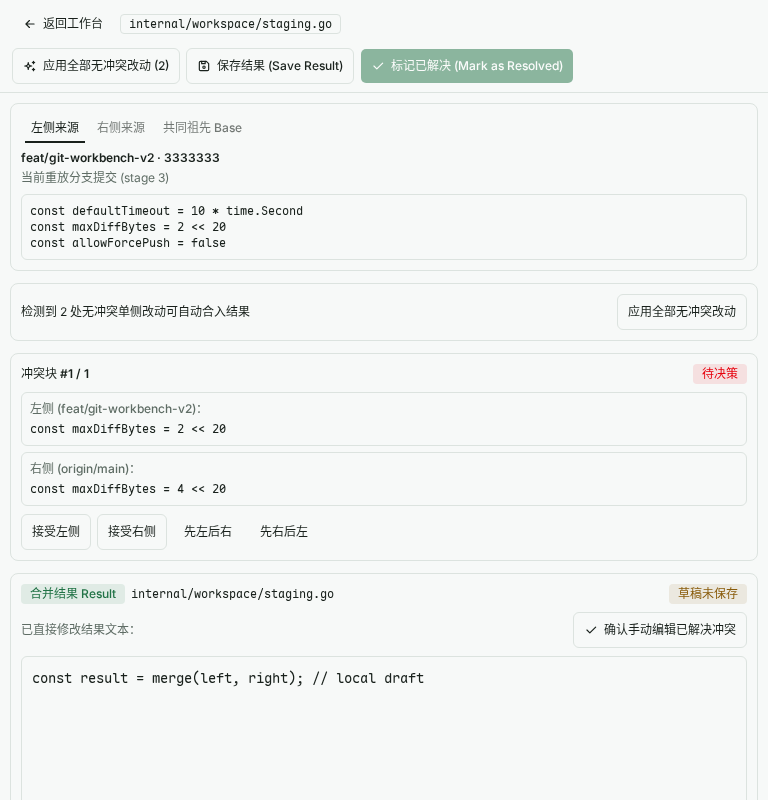 返回工作台 internal/workspace/staging.go
应用全部无冲突改动 (2) 保存结果 (Save Result) 标记已解决 (Mark as Resolved)
左侧来源 右侧来源 共同祖先 Base
feat/git-workbench-v2 · 3333333
当前重放分支提交 (stage 3)
const defaultTimeout = 10 * time.Second
const maxDiffBytes = 2 << 20
const allowForcePush = false
检测到 2 处无冲突单侧改动可自动合入结果 应用全部无冲突改动
冲突块 #1 / 1 待决策
左侧 (feat/git-workbench-v2)：
const maxDiffBytes = 2 << 20
右侧 (origin/main)：
const maxDiffBytes = 4 << 20
接受左侧 接受右侧 先左后右 先右后左
合并结果 Result internal/workspace/staging.go 草稿未保存
已直接修改结果文本： 确认手动编辑已解决冲突
const result = merge(left, right); // local draft